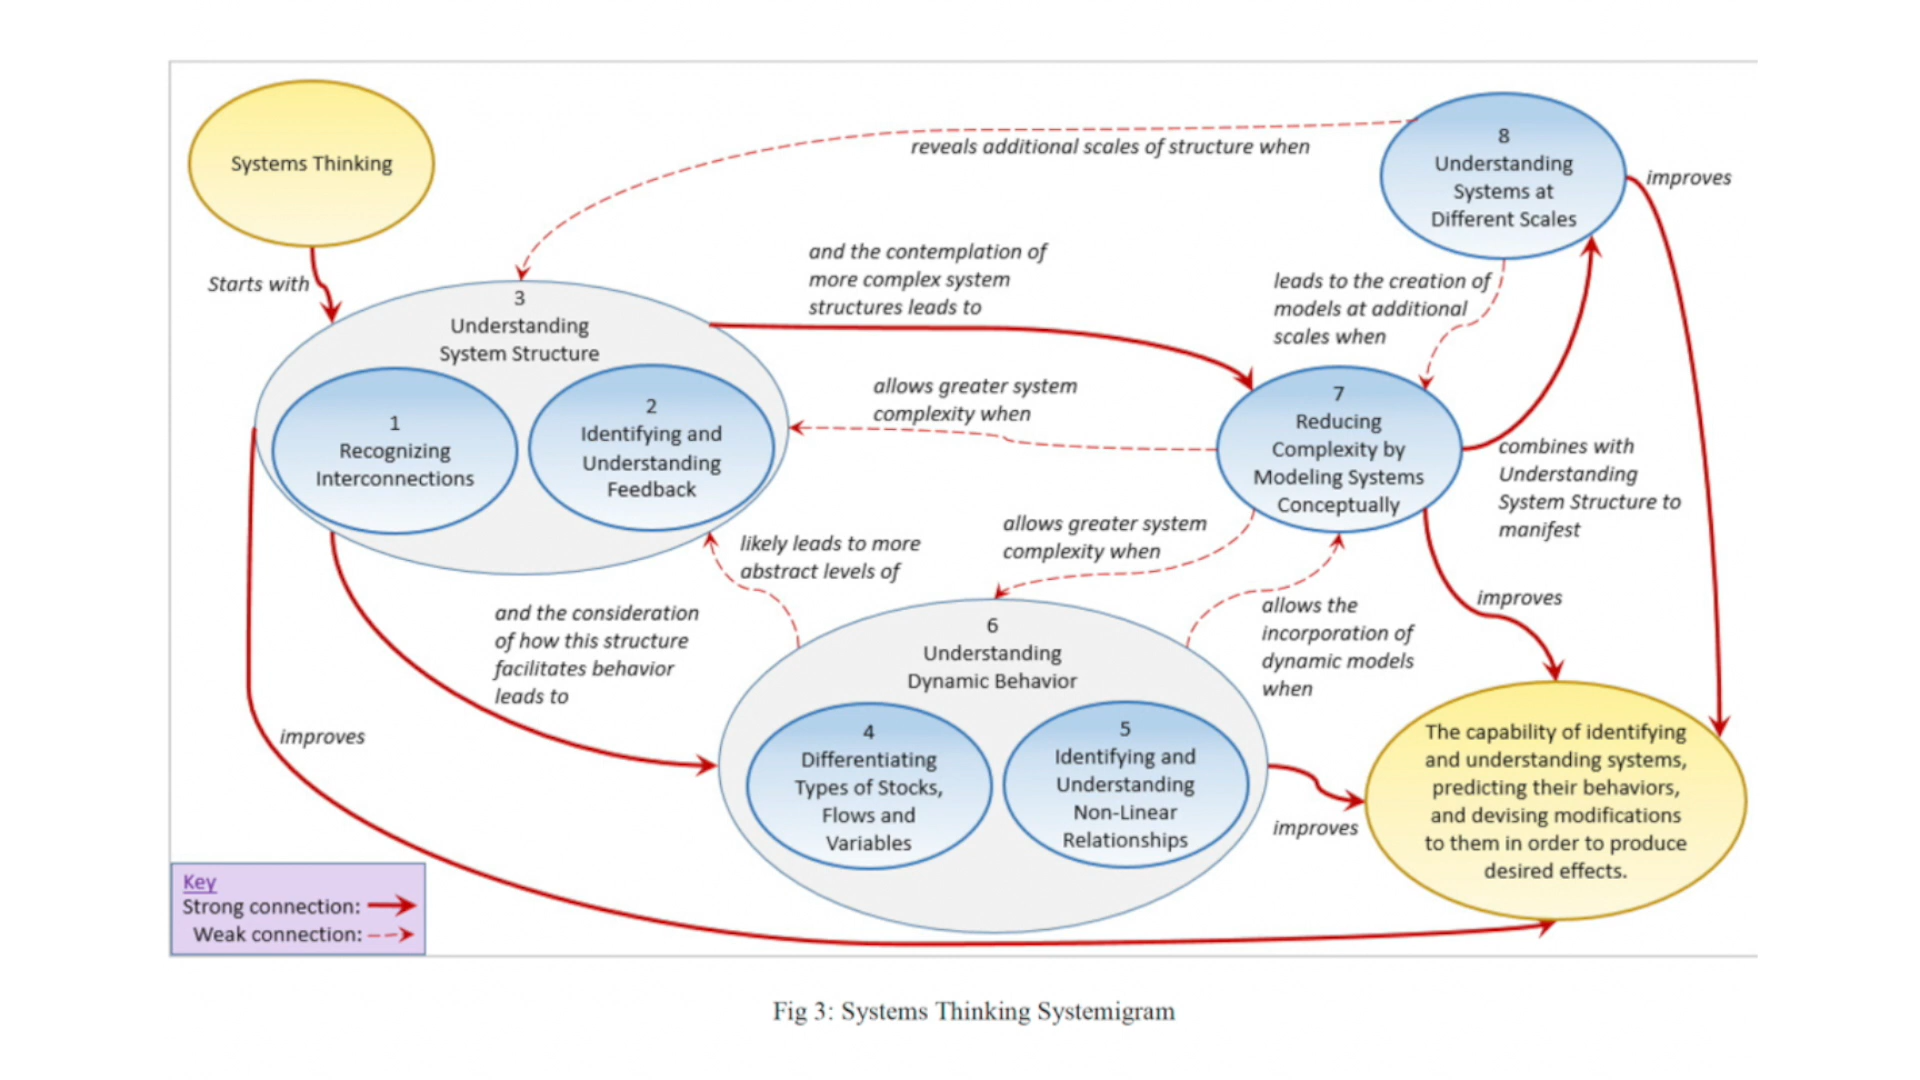 Systems Thinking
Starts with
reveals additional scales of structure when
8
Understanding
Systems at
Different Scales
improves
and the contemplation of
more complex system
structures leads to
leads to the creation of
models at additional
scales when
3
Understanding
System Structure
1
Recognizing
Interconnections
2
Identifying and
Understanding
Feedback
allows greater system
complexity when
7
Reducing
Complexity by
Modeling Systems
Conceptually
combines with
Understanding
System Structure to
manifest
likely leads to more
abstract levels of
allows greater system
complexity when
and the consideration
of how this structure
facilitates behavior
leads to
allows the
incorporation of
dynamic models
when
improves
6
Understanding
Dynamic Behavior
4
Differentiating
Types of Stocks,
Flows and
Variables
5
Identifying and
Understanding
Non-Linear
Relationships
improves
improves
The capability of identifying
and understanding systems,
predicting their behaviors,
and devising modifications
to them in order to produce
desired effects.
Key
Strong connection:
Weak connection:
Fig 3: Systems Thinking Systemigram